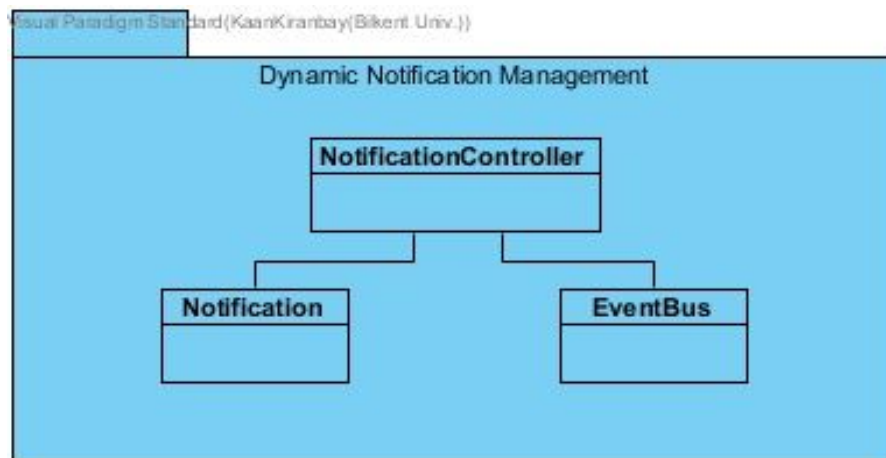 Visual Paradigm Standard(KaanKiranbay(Bilkent Univ.))
Dynamic Notification Management
NotificationController
Notification
EventBus